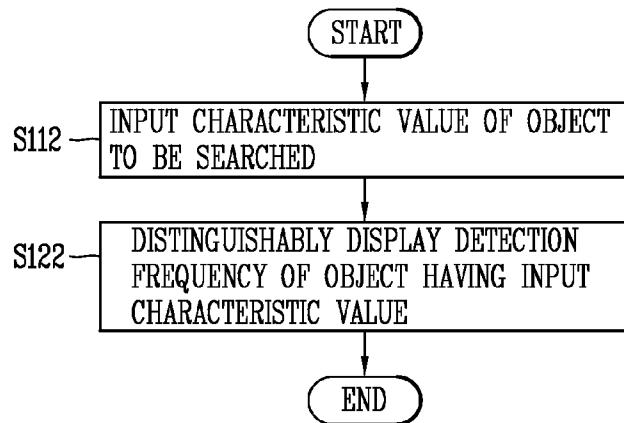 START
S112
INPUT CHARACTERISTIC VALUE OF OBJECT
TO BE SEARCHED
S122
DISTINGUISHABLY DISPLAY DETECTION
FREQUENCY OF OBJECT HAVING INPUT
CHARACTERISTIC VALUE
END